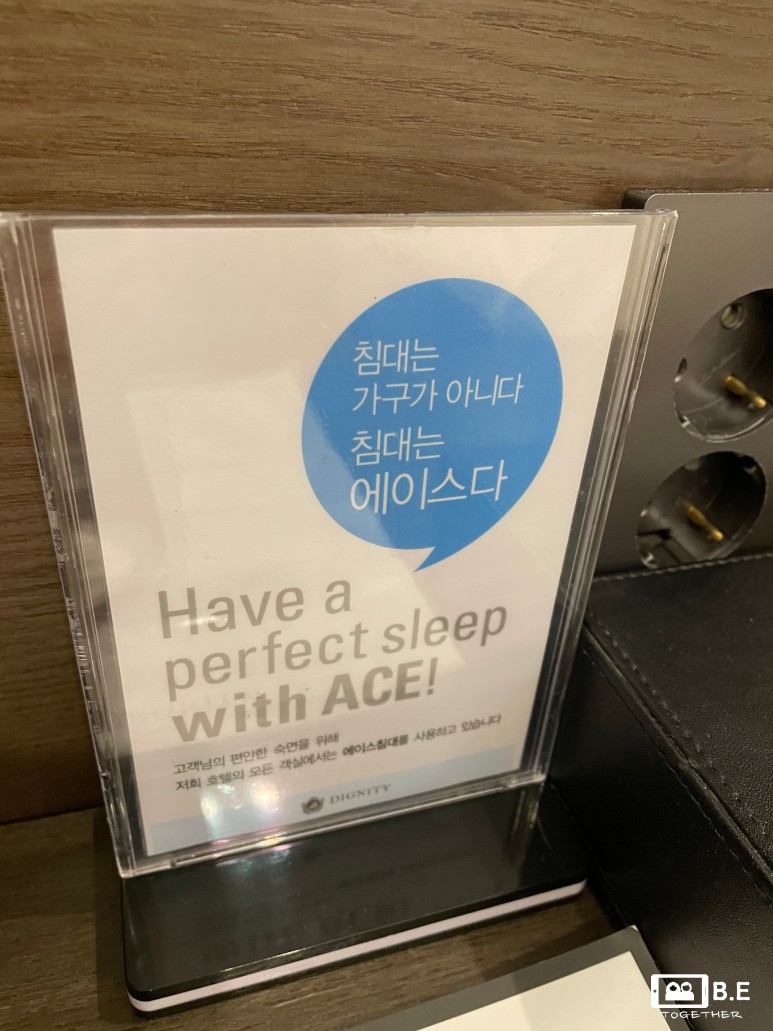 침대는
가구가 아니다
침대는
에이스다
Have a
perfect sleep
with ACE!
고객님의 편안한 숙면을 위해
저희 호텔의 모든 객실에서는 에이스침대를 사용하고 있습니다
DIGNITY
B.E
TOGETHER